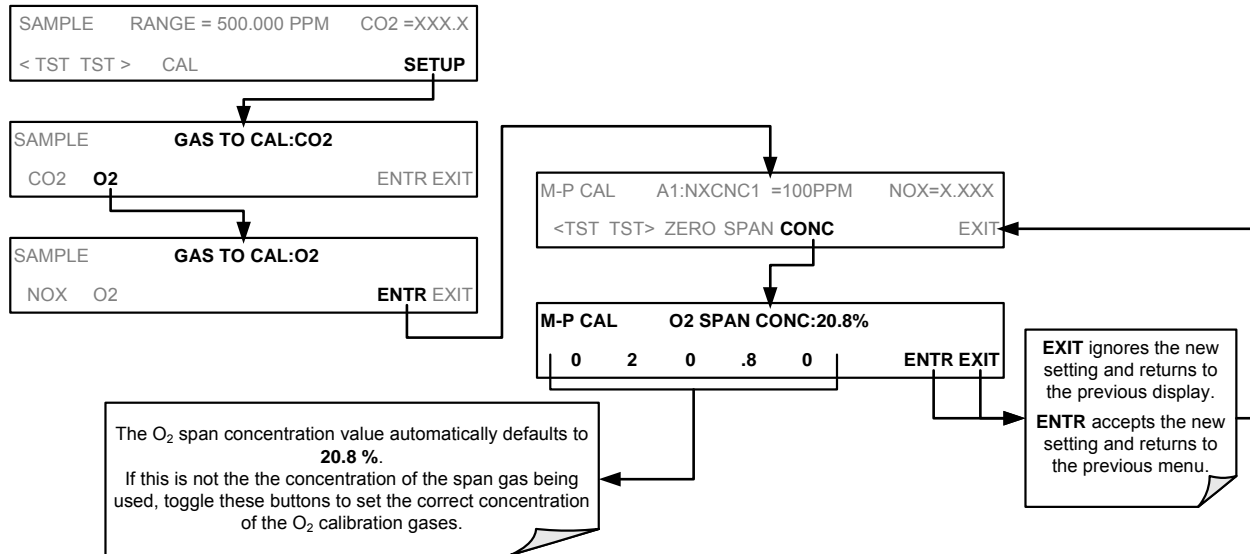 SAMPLE RANGE = 500.000 PPM CO2 =XXX.X
< TST TST > CAL SETUP
SAMPLE GAS TO CAL:CO2
CO2 O2 ENTR EXIT
SAMPLE GAS TO CAL:O2
NOX O2 ENTR EXIT
M-P CAL A1:NXCNC1 =100PPM NOX=X.XXX
<TST TST> ZERO SPAN CONC EXIT
M-P CAL O2 SPAN CONC:20.8%
0 2 0 .8 0 ENTR EXIT
The O₂ span concentration value automatically defaults to
20.8 %.
If this is not the the concentration of the span gas being
used, toggle these buttons to set the correct concentration
of the O₂ calibration gases.
EXIT ignores the new
setting and returns to
the previous display.
ENTR accepts the new
setting and returns to
the previous menu.